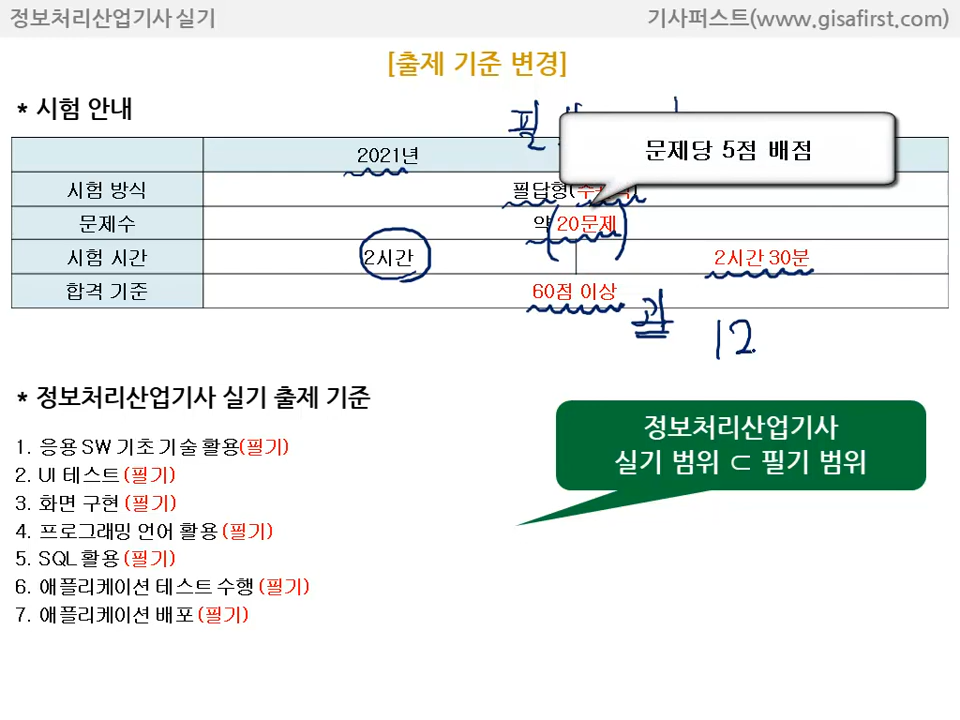 정보처리산업기사 실기
기사퍼스트(www.gisafirst.com)
[출제 기준 변경]
* 시험 안내
필
문제당 5점 배점
2021년
시험 방식 필답형(
문제수 약 20문제
시험 시간 2시간 2시간 30분
합격 기준 60점 이상
과 12
* 정보처리산업기사 실기 출제 기준
1. 응용 SW 기초 기술 활용(필기)
2. UI 테스트 (필기)
3. 화면 구현 (필기)
4. 프로그래밍 언어 활용 (필기)
5. SQL 활용 (필기)
6. 애플리케이션 테스트 수행 (필기)
7. 애플리케이션 배포 (필기)
정보처리산업기사
실기 범위 ⊂ 필기 범위